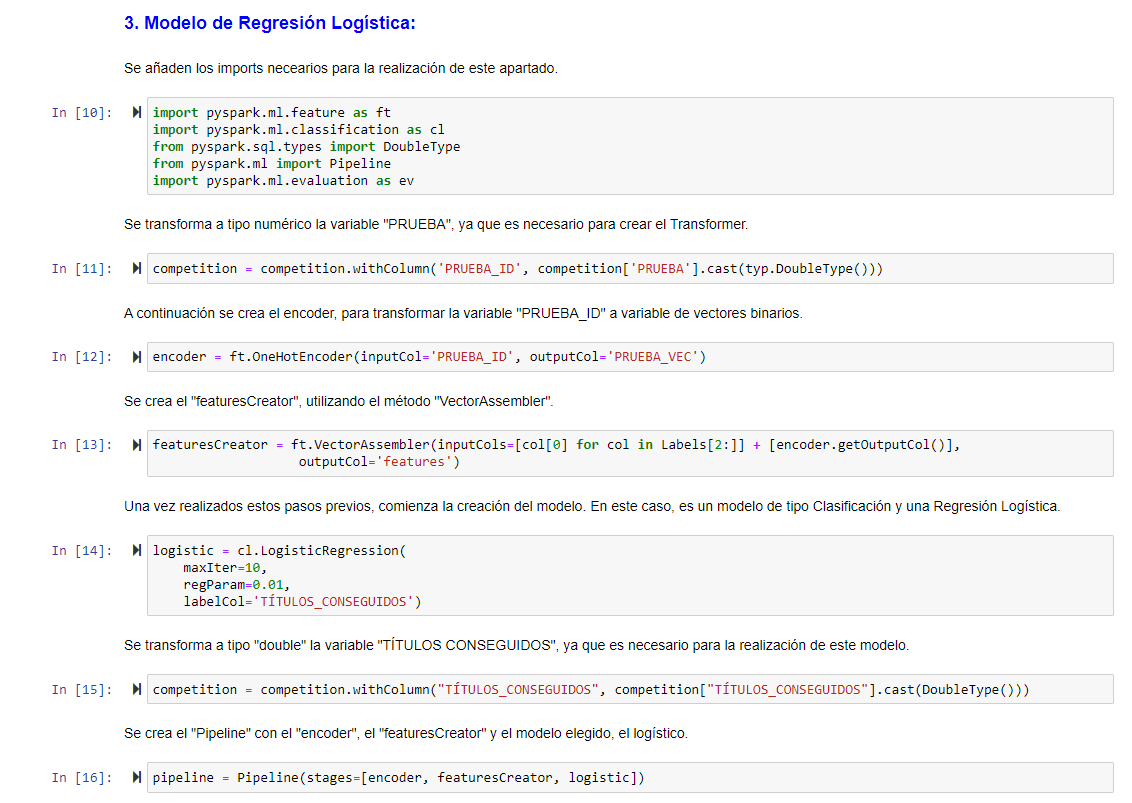 3. Modelo de Regresión Logística:
Se añaden los imports necearios para la realización de este apartado.
In [10]:
import pyspark.ml.feature as ft
import pyspark.ml.classification as cl
from pyspark.sql.types import DoubleType
from pyspark.ml import Pipeline
import pyspark.ml.evaluation as ev
Se transforma a tipo numérico la variable "PRUEBA", ya que es necesario para crear el Transformer.
In [11]:
competition = competition.withColumn('PRUEBA_ID', competition['PRUEBA'].cast(typ.DoubleType()))
A continuación se crea el encoder, para transformar la variable "PRUEBA_ID" a variable de vectores binarios.
In [12]:
encoder = ft.OneHotEncoder(inputCol='PRUEBA_ID', outputCol='PRUEBA_VEC')
Se crea el "featuresCreator", utilizando el método "VectorAssembler".
In [13]:
featuresCreator = ft.VectorAssembler(inputCols=[col[0] for col in Labels[2:]] + [encoder.getOutputCol()],
outputCol='features')
Una vez realizados estos pasos previos, comienza la creación del modelo. En este caso, es un modelo de tipo Clasificación y una Regresión Logística.
In [14]:
logistic = cl.LogisticRegression(
maxIter=10,
regParam=0.01,
labelCol='TÍTULOS_CONSEGUIDOS')
Se transforma a tipo "double" la variable "TÍTULOS CONSEGUIDOS", ya que es necesario para la realización de este modelo.
In [15]:
competition = competition.withColumn("TÍTULOS_CONSEGUIDOS", competition["TÍTULOS_CONSEGUIDOS"].cast(DoubleType()))
Se crea el "Pipeline" con el "encoder", el "featuresCreator" y el modelo elegido, el logístico.
In [16]:
pipeline = Pipeline(stages=[encoder, featuresCreator, logistic])